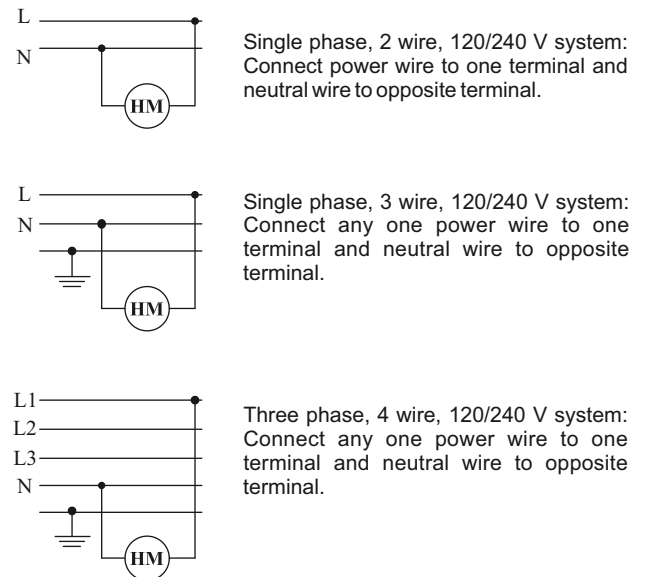 L
N
HM
Single phase, 2 wire, 120/240 V system:
Connect power wire to one terminal and
neutral wire to opposite terminal.
L
N
HM
Single phase, 3 wire, 120/240 V system:
Connect any one power wire to one
terminal and neutral wire to opposite
terminal.
L1
L2
L3
N
HM
Three phase, 4 wire, 120/240 V system:
Connect any one power wire to one
terminal and neutral wire to opposite
terminal.